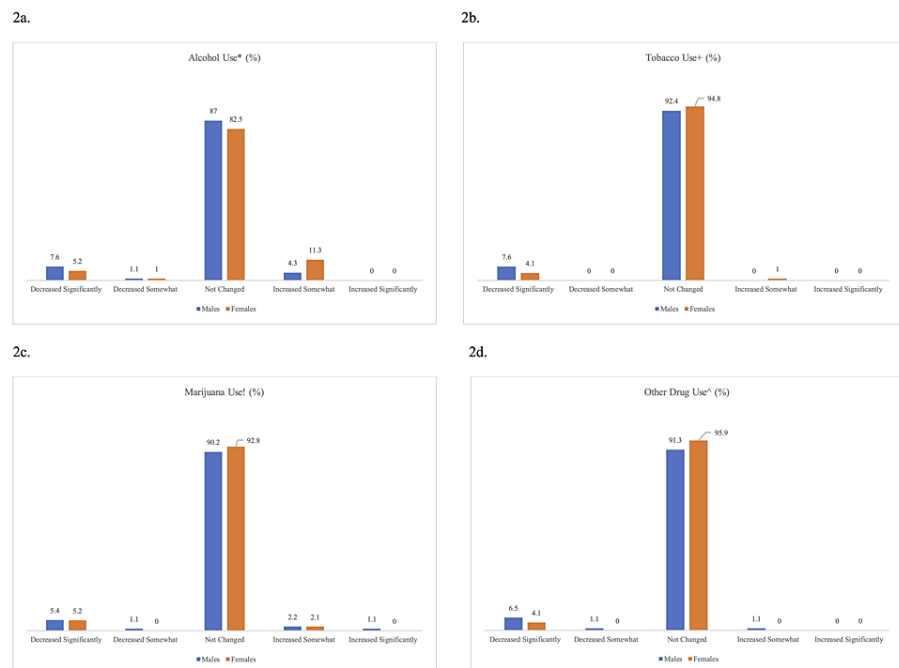 2a.
2b.
Alcohol Use* (%)
87
82.5
7.6
5.2
1.1
1
4.3
11.3
0
0
Decreased Significantly
Decreased Somewhat
Not Changed
Increased Somewhat
Increased Significantly
Males
Females
Tobacco Use+ (%)
92.4
94.8
7.6
4.1
0
0
0
1
0
0
Decreased Significantly
Decreased Somewhat
Not Changed
Increased Somewhat
Increased Significantly
Males
Females
2c.
2d.
Marijuana Use! (%)
90.2
92.8
5.4
5.2
1.1
0
2.2
2.1
1.1
0
Decreased Significantly
Decreased Somewhat
Not Changed
Increased Somewhat
Increased Significantly
Males
Females
Other Drug Use^ (%)
91.3
95.9
6.5
4.1
1.1
0
1.1
0
0
0
Decreased Significantly
Decreased Somewhat
Not Changed
Increased Somewhat
Increased Significantly
Males
Females